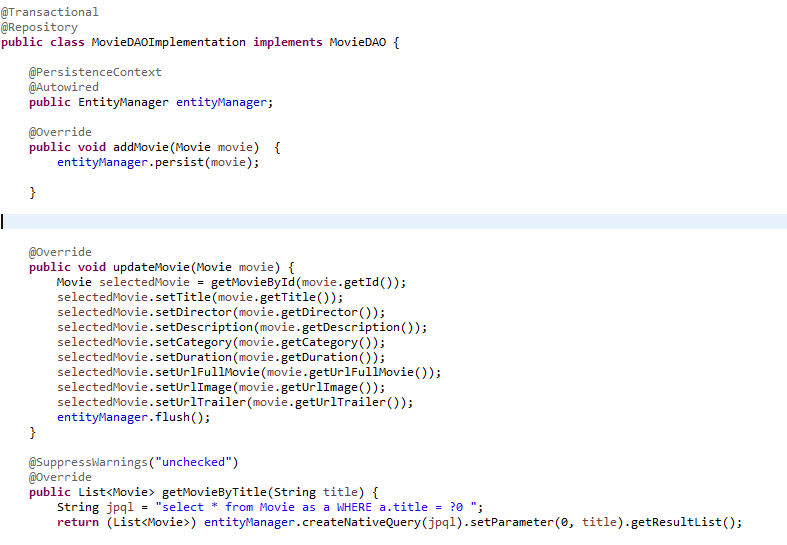 @Transactional
@Repository
public class MovieDAOImplementation implements MovieDAO {
@PersistenceContext
@Autowired
public EntityManager entityManager;
@Override
public void addMovie(Movie movie)  {
entityManager.persist(movie);
}
@Override
public void updateMovie(Movie movie) {
Movie selectedMovie = getMovieById(movie.getId());
selectedMovie.setTitle(movie.getTitle());
selectedMovie.setDirector(movie.getDirector());
selectedMovie.setDescription(movie.getDescription());
selectedMovie.setCategory(movie.getCategory());
selectedMovie.setDuration(movie.getDuration());
selectedMovie.setUrlFullMovie(movie.getUrlFullMovie());
selectedMovie.setUrlImage(movie.getUrlImage());
selectedMovie.setUrlTrailer(movie.getUrlTrailer());
entityManager.flush();
}
@SuppressWarnings("unchecked")
@Override
public List<Movie> getMovieByTitle(String title) {
String jpql = "select * from Movie as a WHERE a.title = ?0 ";
return (List<Movie>) entityManager.createNativeQuery(jpql).setParameter(0, title).getResultList();